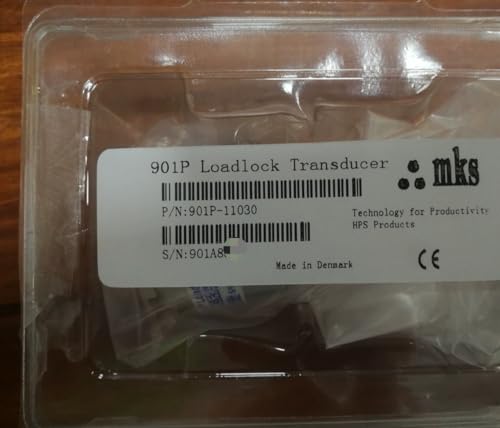 901P Loadlock Transducer
mks
P/N:901P-11030
Technology for Productivity
HPS Products
S/N:901A8
Made in Denmark
CE